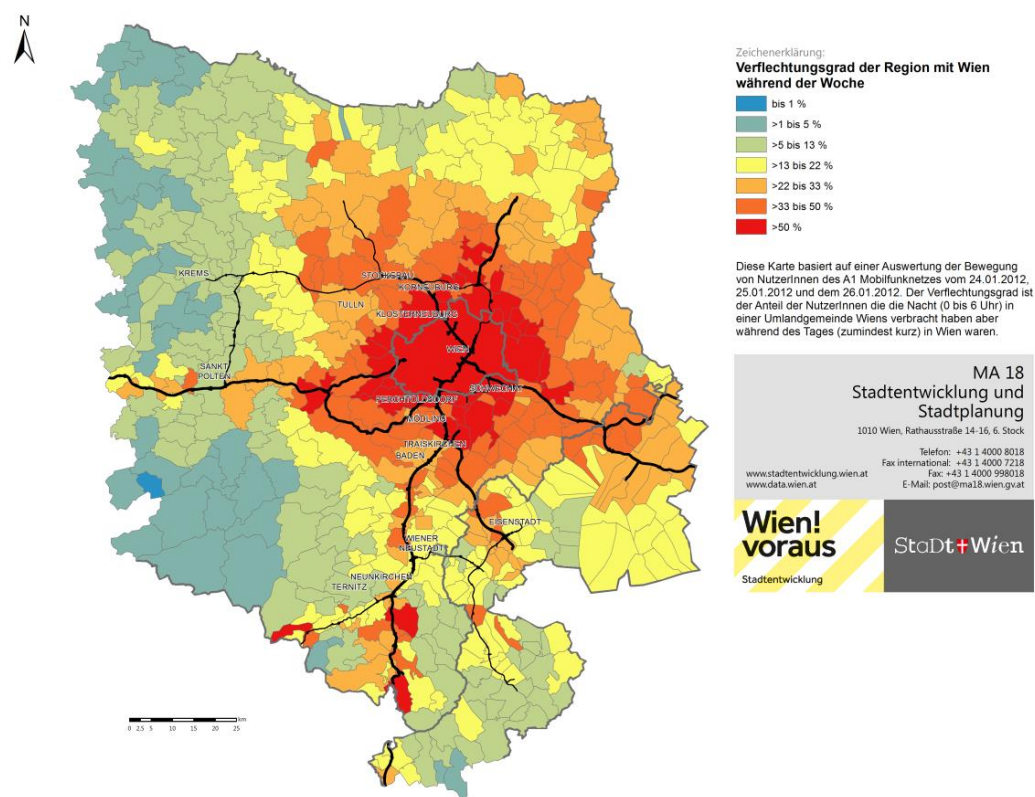 N
Zeichenerklärung:
Verflechtungsgrad der Region mit Wien
während der Woche
bis 1 %
>1 bis 5 %
>5 bis 13 %
>13 bis 22 %
>22 bis 33 %
>33 bis 50 %
>50 %
Diese Karte basiert auf einer Auswertung der Bewegung
von NutzerInnen des A1 Mobilfunknetzes vom 24.01.2012,
25.01.2012 und dem 26.01.2012. Der Verflechtungsgrad ist
der Anteil der NutzerInnen die die Nacht (0 bis 6 Uhr) in
einer Umlandgemeinde Wiens verbracht haben aber
während des Tages (zumindest kurz) in Wien waren.
KREMS
STOCKERAU
KORNEUBURG
TULLN
KLOSTERNEUBURG
WIEN
SANKT
PÖLTEN
SCHWECHAT
PERCHTOLDSDORF
MÖDLING
TRAISKIRCHEN
BADEN
EISENSTADT
WIENER
NEUSTADT
NEUNKIRCHEN
TERNITZ
km
0 2.5 5 10 15 20 25
MA 18
Stadtentwicklung und
Stadtplanung
1010 Wien, Rathausstraße 14-16, 6. Stock
Telefon: +43 1 4000 8018
Fax international: +43 1 4000 7218
www.stadtentwicklung.wien.at Fax: +43 1 4000 998018
www.data.wien.at E-Mail: post@ma18.wien.gv.at
Wien!
voraus
Stadtentwicklung
StaDt Wien